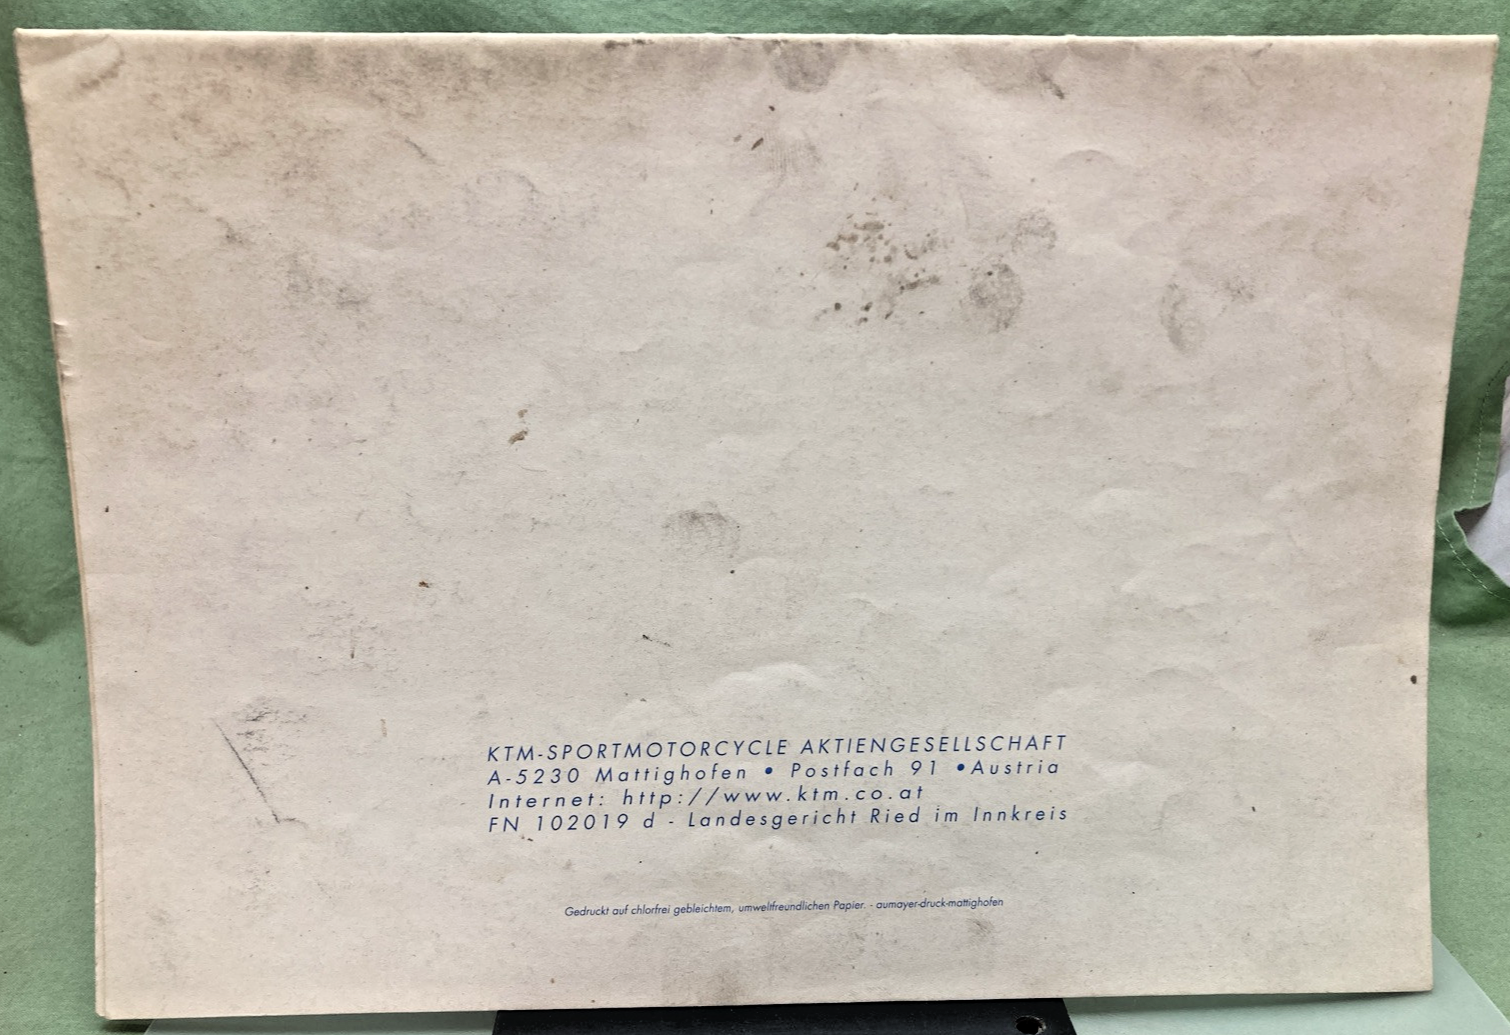 KTM-SPORTMOTORCYCLE AKTIENGESELLSCHAFT
A-5230 Mattighofen • Postfach 91 •Austria
Internet: http://www.ktm.co.at
FN 102019 d - Landesgericht Ried im Innkreis
Gedruckt auf chlorfrei gebleichtem, umweltfreundlichen Papier. - aumayer-druck-mattighofen